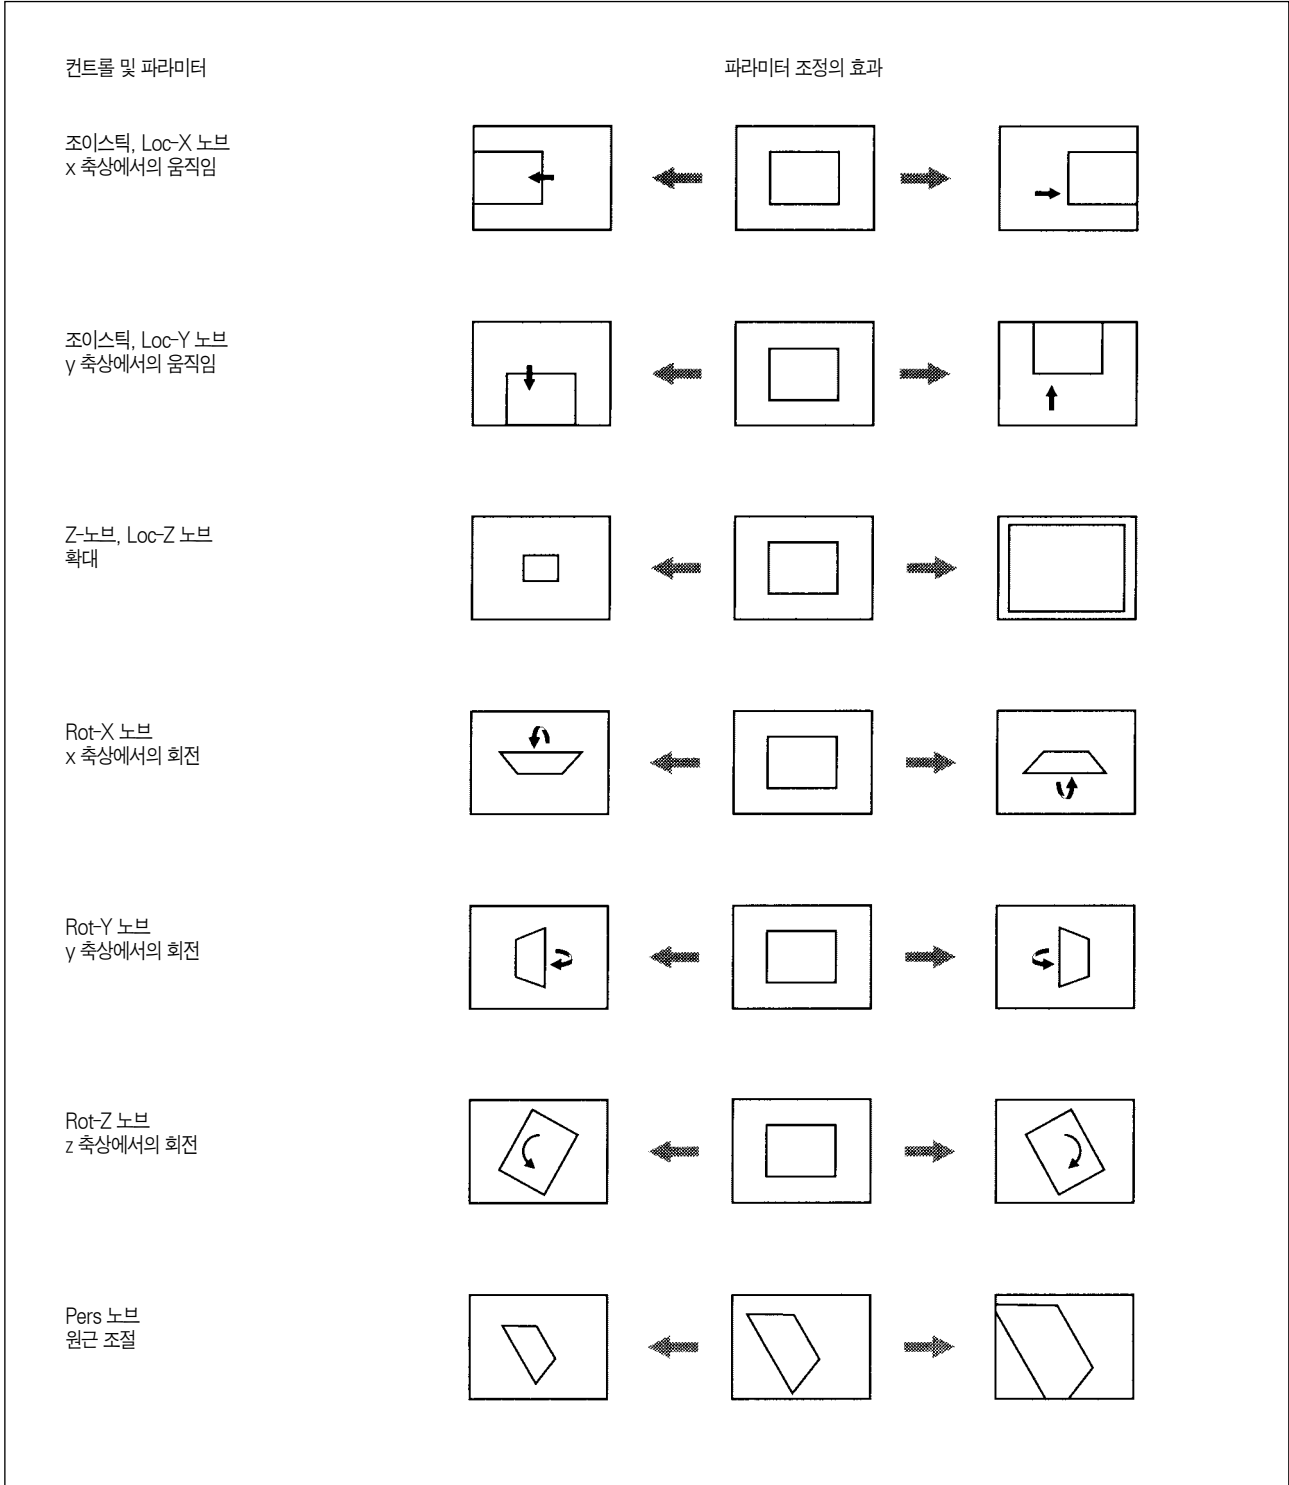 컨트롤 및 파라미터
파라미터 조정의 효과
조이스틱, Loc-X 노브
x 축상에서의 움직임
조이스틱, Loc-Y 노브
y 축상에서의 움직임
Z-노브, Loc-Z 노브
확대
Rot-X 노브
x 축상에서의 회전
Rot-Y 노브
y 축상에서의 회전
Rot-Z 노브
z 축상에서의 회전
Pers 노브
원근 조절